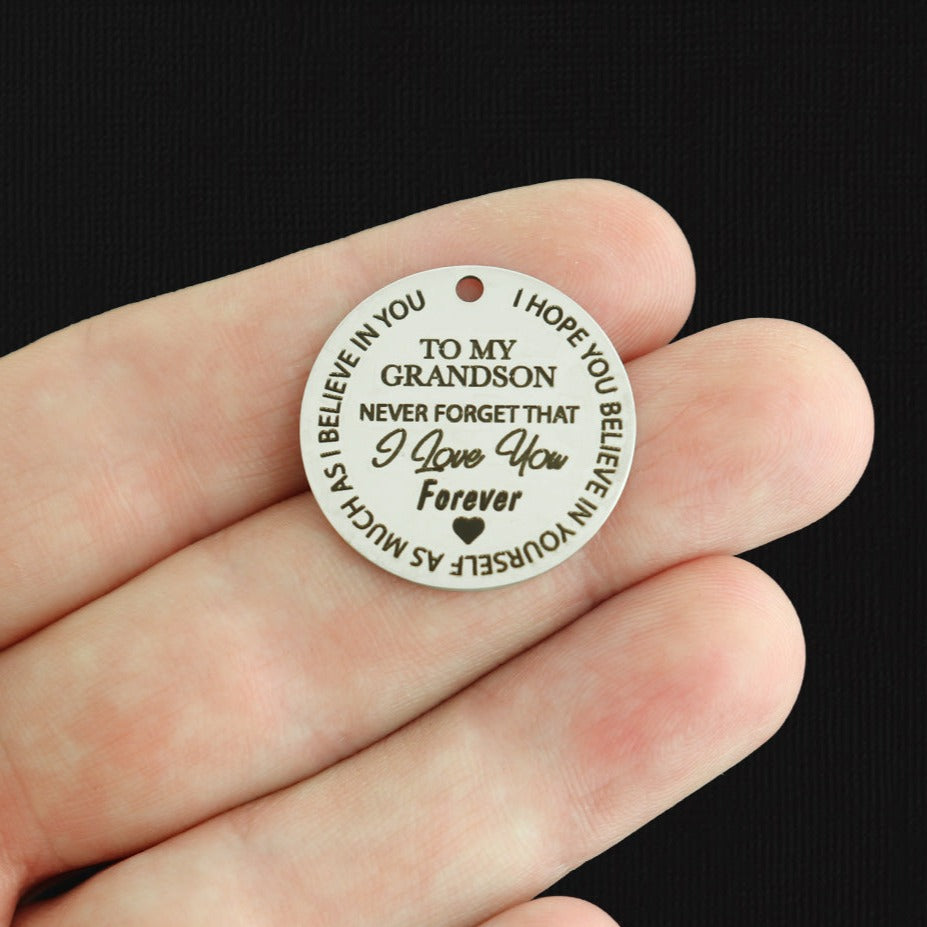 I HOPE YOU BELIEVE IN YOURSELF AS MUCH AS I BELIEVE IN YOU
TO MY
GRANDSON
NEVER FORGET THAT
I Love You
Forever